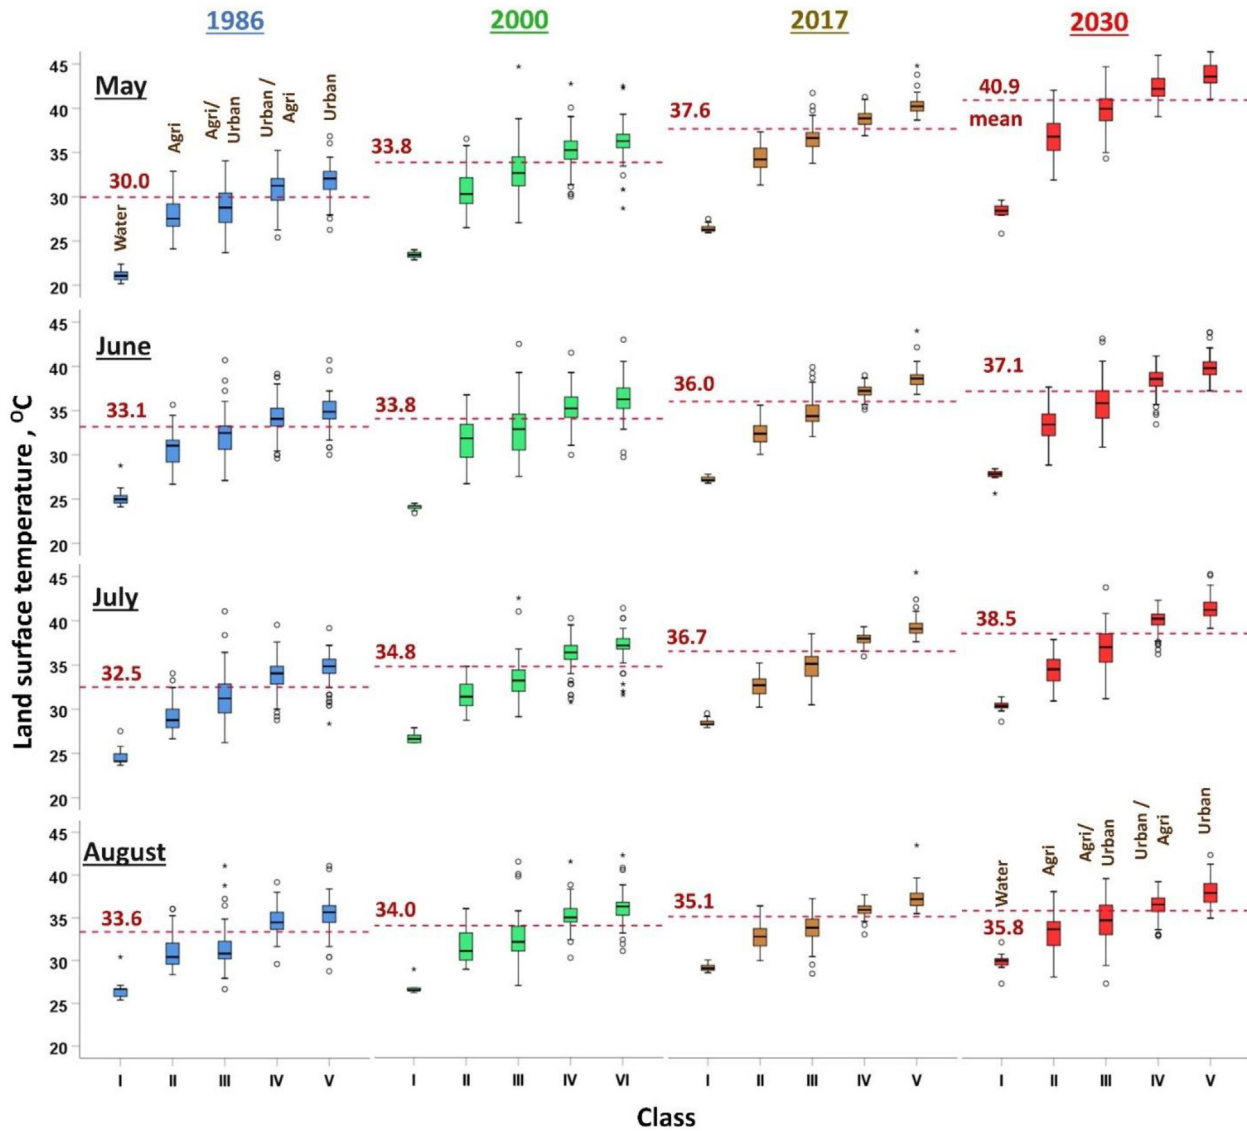 1986 2000 2017 2030
May
45
40
35
30
25
20
Water
Agri
Agri/
Urban
Urban /
Agri
Urban
30.0
33.8
37.6
40.9
mean
June
45
40
35
30
25
20
33.1
33.8
36.0
37.1
July
45
40
35
30
25
20
32.5
34.8
36.7
38.5
August
45
40
35
30
25
20
33.6
34.0
35.1
35.8
Water
Agri
Agri/
Urban
Urban /
Agri
Urban
Land surface temperature , OC
I II III IV V I II III IV VI I II III IV V I II III IV V
Class